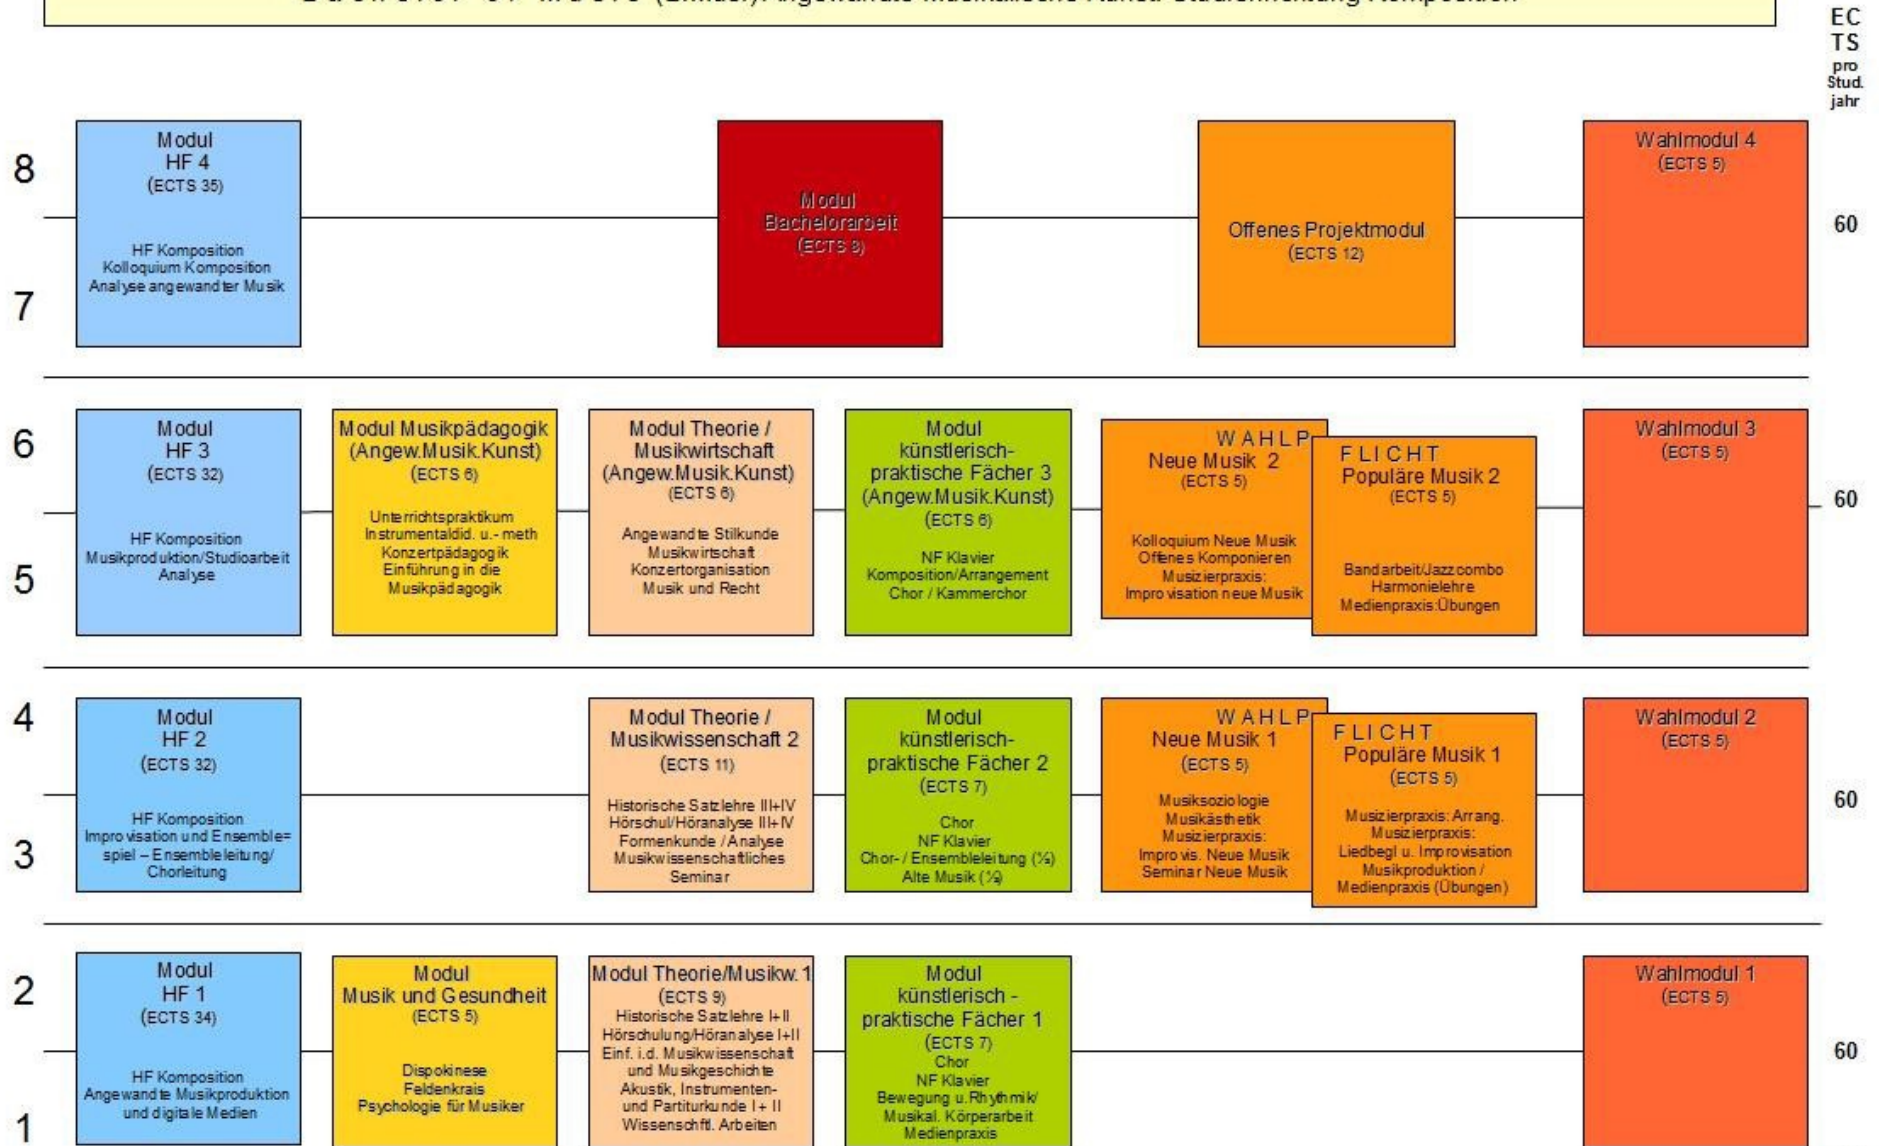 EC
TS
pro
Stud.
jahr
8
7
Modul
HF 4
(ECTS 35)
HF Komposition
Kolloquium Komposition
Analyse angewandter Musik
Modul
Bachelorarbeit
(ECTS 8)
Offenes Projektmodul
(ECTS 12)
Wahlmodul 4
(ECTS 5)
60
6
5
Modul
HF 3
(ECTS 32)
HF Komposition
Musikproduktion/Studioarbeit
Analyse
Modul Musikpädagogik
(Angew.Musik.Kunst)
(ECTS 6)
Unterrichtspraktikum
Instrumentaldid. u.- meth
Konzertpädagogik
Einführung in die
Musikpädagogik
Modul Theorie /
Musikwirtschaft
(Angew.Musik.Kunst)
(ECTS 6)
Angewandte Stilkunde
Musikwirtschaft
Konzertorganisation
Musik und Recht
Modul
künstlerisch-
praktische Fächer 3
(Angew.Musik.Kunst)
(ECTS 6)
NF Klavier
Komposition/Arrangement
Chor / Kammerchor
WAHLP
Neue Musik 2
(ECTS 5)
Kolloquium Neue Musik
Offenes Komponieren
Musizierpraxis:
Improvisation neue Musik
FLICHT
Populäre Musik 2
(ECTS 5)
Bandarbeit/Jazzcombo
Harmonielehre
Medienpraxis:Übungen
Wahlmodul 3
(ECTS 5)
60
4
3
Modul
HF 2
(ECTS 32)
HF Komposition
Improvisation und Ensemble=
spiel – Ensembleleitung/
Chorleitung
Modul Theorie /
Musikwissenschaft 2
(ECTS 11)
Historische Satzlehre III+IV
Hörschul/Höranalyse III+IV
Formenkunde / Analyse
Musikwissenschaftliches
Seminar
Modul
künstlerisch-
praktische Fächer 2
(ECTS 7)
Chor
NF Klavier
Chor- / Ensembleleitung (½)
Alte Musik (½)
WAHLP
Neue Musik 1
(ECTS 5)
Musiksoziologie
Musikästhetik
Musizierpraxis:
Improvis. Neue Musik
Seminar Neue Musik
FLICHT
Populäre Musik 1
(ECTS 5)
Musizierpraxis: Arrang.
Musizierpraxis:
Liedbegl u. Improvisation
Musikproduktion /
Medienpraxis (Übungen)
Wahlmodul 2
(ECTS 5)
60
2
1
Modul
HF 1
(ECTS 34)
HF Komposition
Angewandte Musikproduktion
und digitale Medien
Modul
Musik und Gesundheit
(ECTS 5)
Dispokinese
Feldenkrais
Psychologie für Musiker
Modul Theorie/Musikw.1
(ECTS 9)
Historische Satzlehre I+II
Hörschulung/Höranalyse I+II
Einf. i.d. Musikwissenschaft
und Musikgeschichte
Akustik, Instrumenten-
und Partiturkunde I+ II
Wissenschftl. Arbeiten
Modul
künstlerisch -
praktische Fächer 1
(ECTS 7)
Chor
NF Klavier
Bewegung u.Rhythmik/
Musikal. Körperarbeit
Medienpraxis
Wahlmodul 1
(ECTS 5)
60